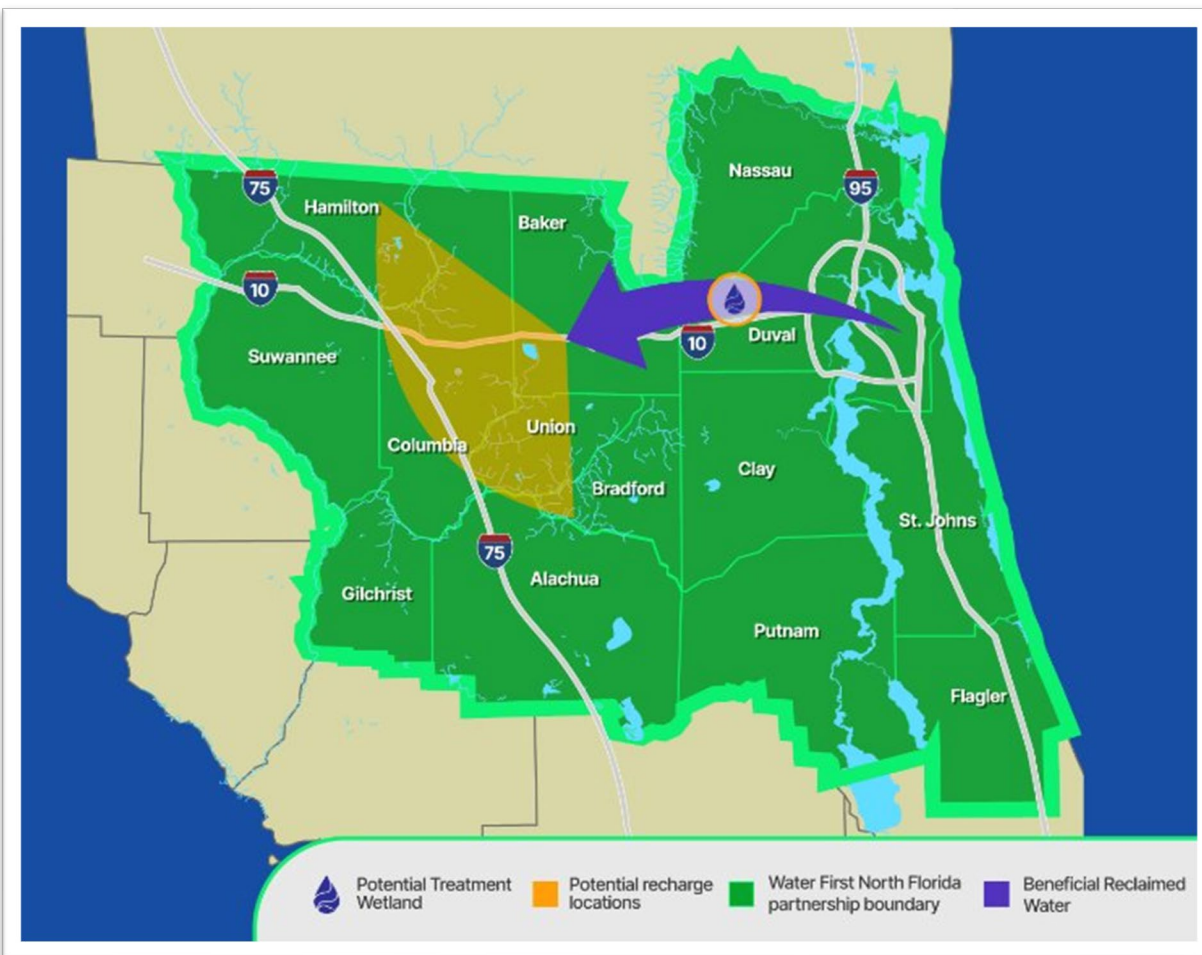 Nassau
75
95
Hamilton
Baker
10
10
Duval
Suwannee
Union
Columbia
Clay
Bradford
St. Johns
75
Alachua
Gilchrist
Putnam
Flagler
Potential Treatment
Wetland
Potential recharge
locations
Water First North Florida
partnership boundary
Beneficial Reclaimed
Water